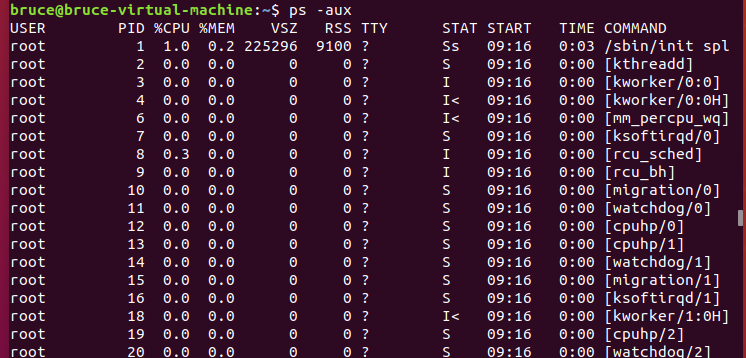 bruce@bruce-virtual-machine:~$ ps -aux
USER PID %CPU %MEM VSZ RSS TTY STAT START TIME COMMAND
root 1 1.0 0.2 225296 9100 ? Ss 09:16 0:03 /sbin/init spl
root 2 0.0 0.0 0 0 ? S 09:16 0:00 [kthreadd]
root 3 0.0 0.0 0 0 ? I 09:16 0:00 [kworker/0:0]
root 4 0.0 0.0 0 0 ? I< 09:16 0:00 [kworker/0:0H]
root 6 0.0 0.0 0 0 ? I< 09:16 0:00 [mm_percpu_wq]
root 7 0.0 0.0 0 0 ? S 09:16 0:00 [ksoftirqd/0]
root 8 0.3 0.0 0 0 ? I 09:16 0:00 [rcu_sched]
root 9 0.0 0.0 0 0 ? I 09:16 0:00 [rcu_bh]
root 10 0.0 0.0 0 0 ? S 09:16 0:00 [migration/0]
root 11 0.0 0.0 0 0 ? S 09:16 0:00 [watchdog/0]
root 12 0.0 0.0 0 0 ? S 09:16 0:00 [cpuhp/0]
root 13 0.0 0.0 0 0 ? S 09:16 0:00 [cpuhp/1]
root 14 0.0 0.0 0 0 ? S 09:16 0:00 [watchdog/1]
root 15 0.0 0.0 0 0 ? S 09:16 0:00 [migration/1]
root 16 0.0 0.0 0 0 ? S 09:16 0:00 [ksoftirqd/1]
root 18 0.0 0.0 0 0 ? I< 09:16 0:00 [kworker/1:0H]
root 19 0.0 0.0 0 0 ? S 09:16 0:00 [cpuhp/2]
root 20 0.0 0.0 0 0 ? S 09:16 0:00 [watchdog/2]